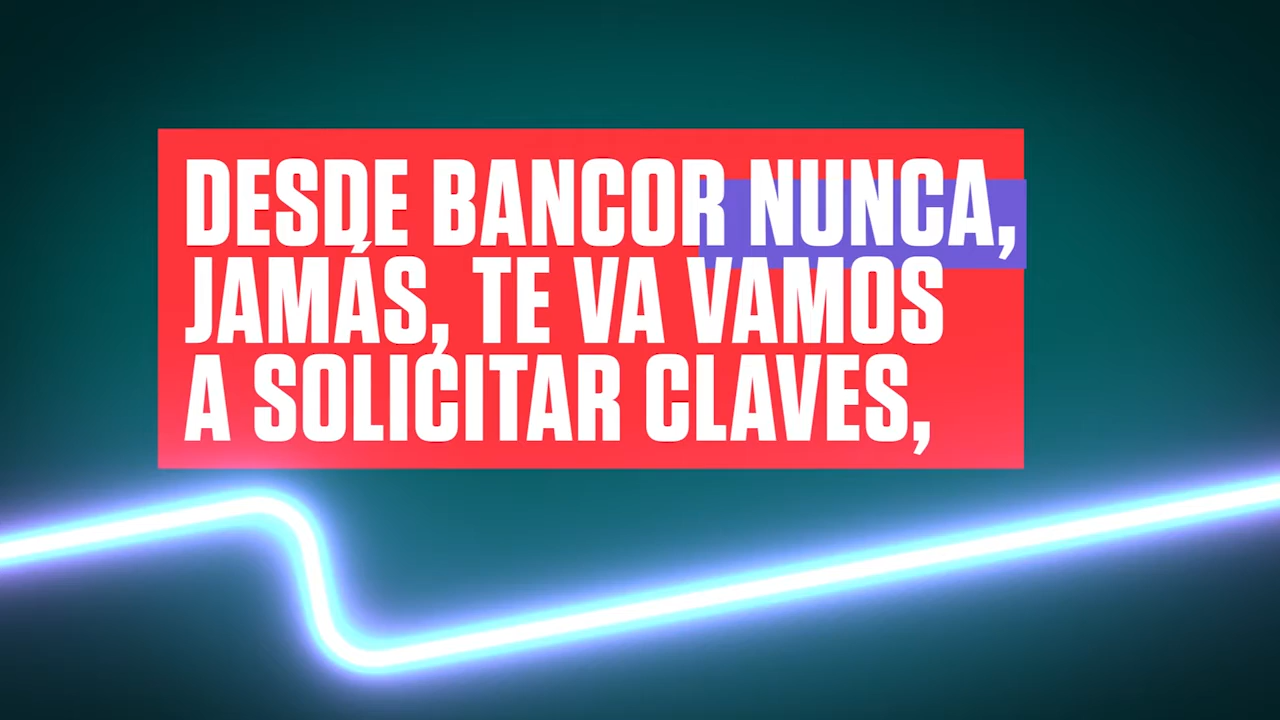 DESDE BANCOR NUNCA,
JAMÁS, TE VA VAMOS
A SOLICITAR CLAVES,